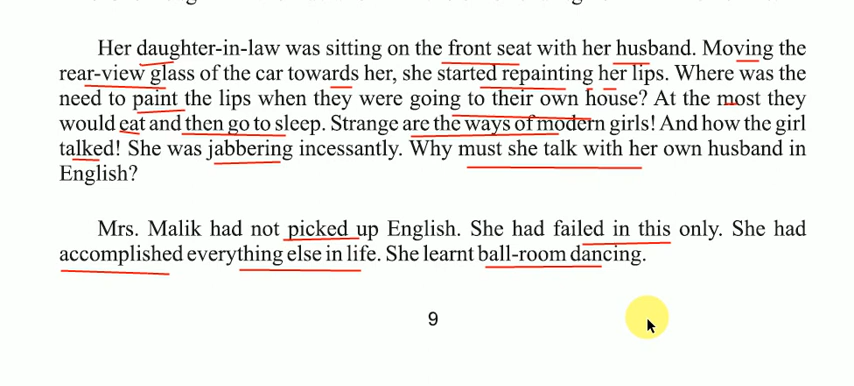 Her daughter-in-law was sitting on the front seat with her husband. Moving the
rear-view glass of the car towards her, she started repainting her lips. Where was the
need to paint the lips when they were going to their own house? At the most they
would eat and then go to sleep. Strange are the ways of modern girls! And how the girl
talked! She was jabbering incessantly. Why must she talk with her own husband in
English?
Mrs. Malik had not picked up English. She had failed in this only. She had
accomplished everything else in life. She learnt ball-room dancing.
9